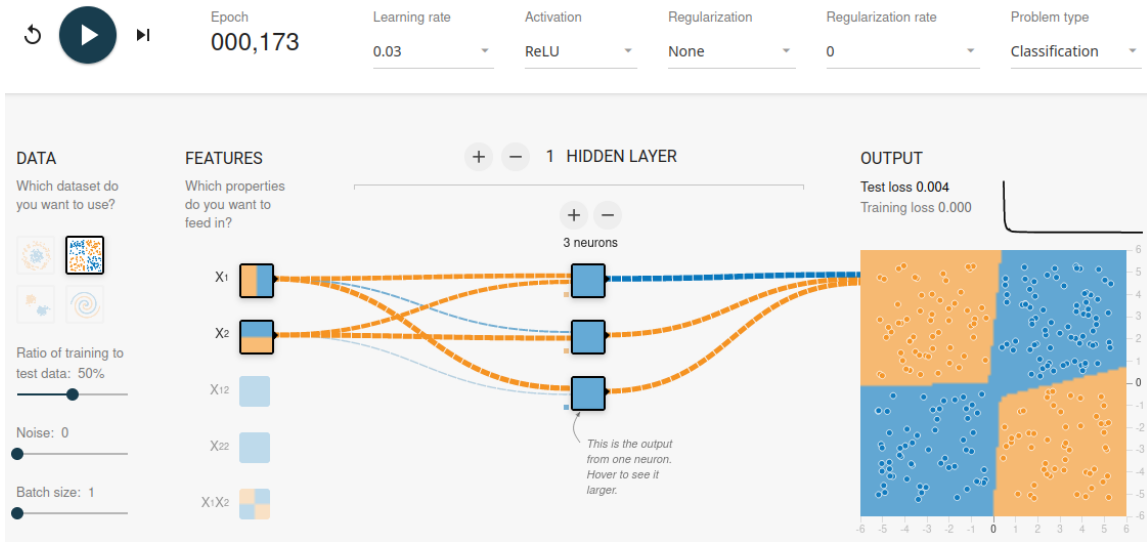 Epoch
000,173
Learning rate
0.03
Activation
ReLU
Regularization
None
Regularization rate
0
Problem type
Classification
DATA
Which dataset do
you want to use?
Ratio of training to
test data: 50%
Noise: 0
Batch size: 1
FEATURES
Which properties
do you want to
feed in?
X1
X2
X12
X22
X1X2
+ − 1 HIDDEN LAYER
+ −
3 neurons
This is the output
from one neuron.
Hover to see it
larger.
OUTPUT
Test loss 0.004
Training loss 0.000
6
5
4
3
2
1
0
-1
-2
-3
-4
-5
-6
-6 -5 -4 -3 -2 -1 0 1 2 3 4 5 6